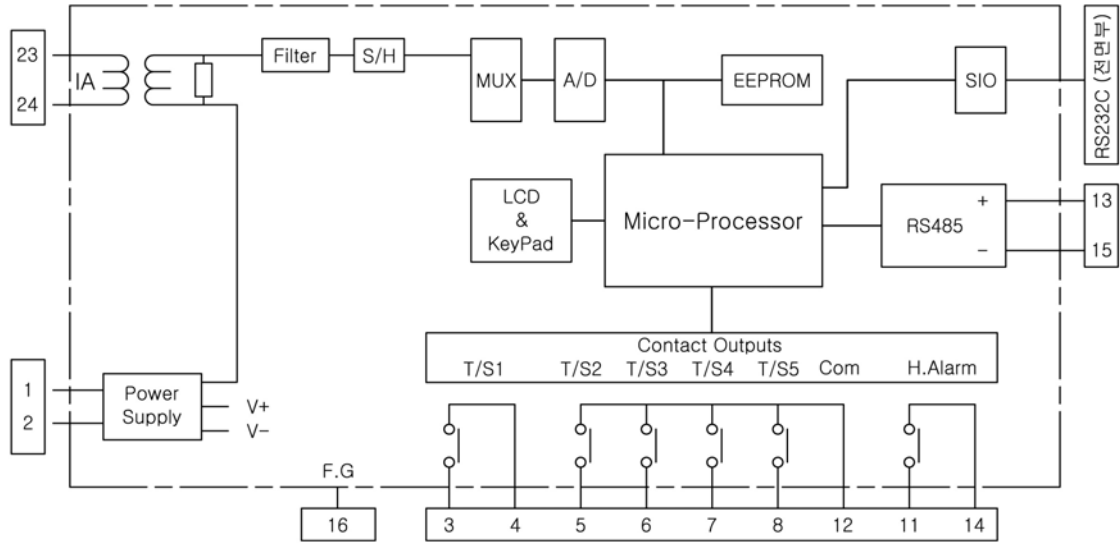 23
24
IA
Filter
S/H
MUX
A/D
EEPROM
SIO
RS232C (전면부)
LCD
&
KeyPad
Micro-Processor
RS485
+
-
13
15
Contact Outputs
T/S1 T/S2 T/S3 T/S4 T/S5 Com H.Alarm
1
2
Power
Supply
V+
V-
F.G
16
3 4 5 6 7 8 12 11 14